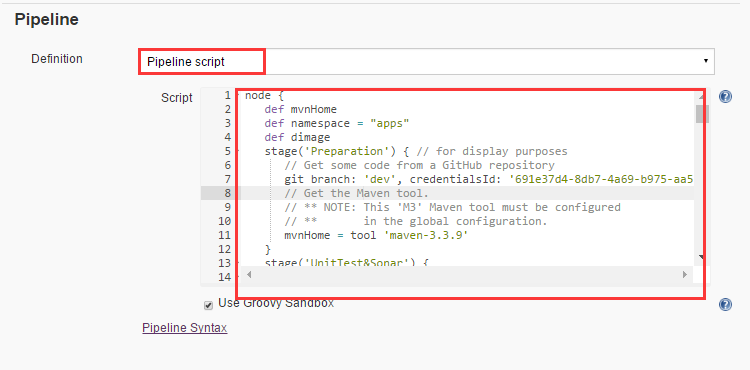 Pipeline
Definition
Pipeline script
Script
1 node {
2 def mvnHome
3 def namespace = "apps"
4 def dimage
5 stage('Preparation') { // for display purposes
6 // Get some code from a GitHub repository
7 git branch: 'dev', credentialsId: '691e37d4-8db7-4a69-b975-aa5
8 // Get the Maven tool.
9 // ** NOTE: This 'M3' Maven tool must be configured
10 // **       in the global configuration.
11 mvnHome = tool 'maven-3.3.9'
12 }
13 stage('UnitTest&Sonar') {
14
Use Groovy Sandbox
Pipeline Syntax